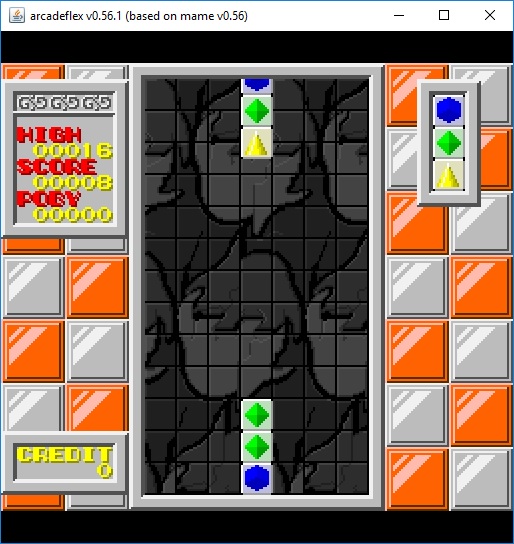 arcadeflex v0.56.1 (based on mame v0.56)
HIGH
00016
SCORE
00008
POBY
00000
CREDIT
0